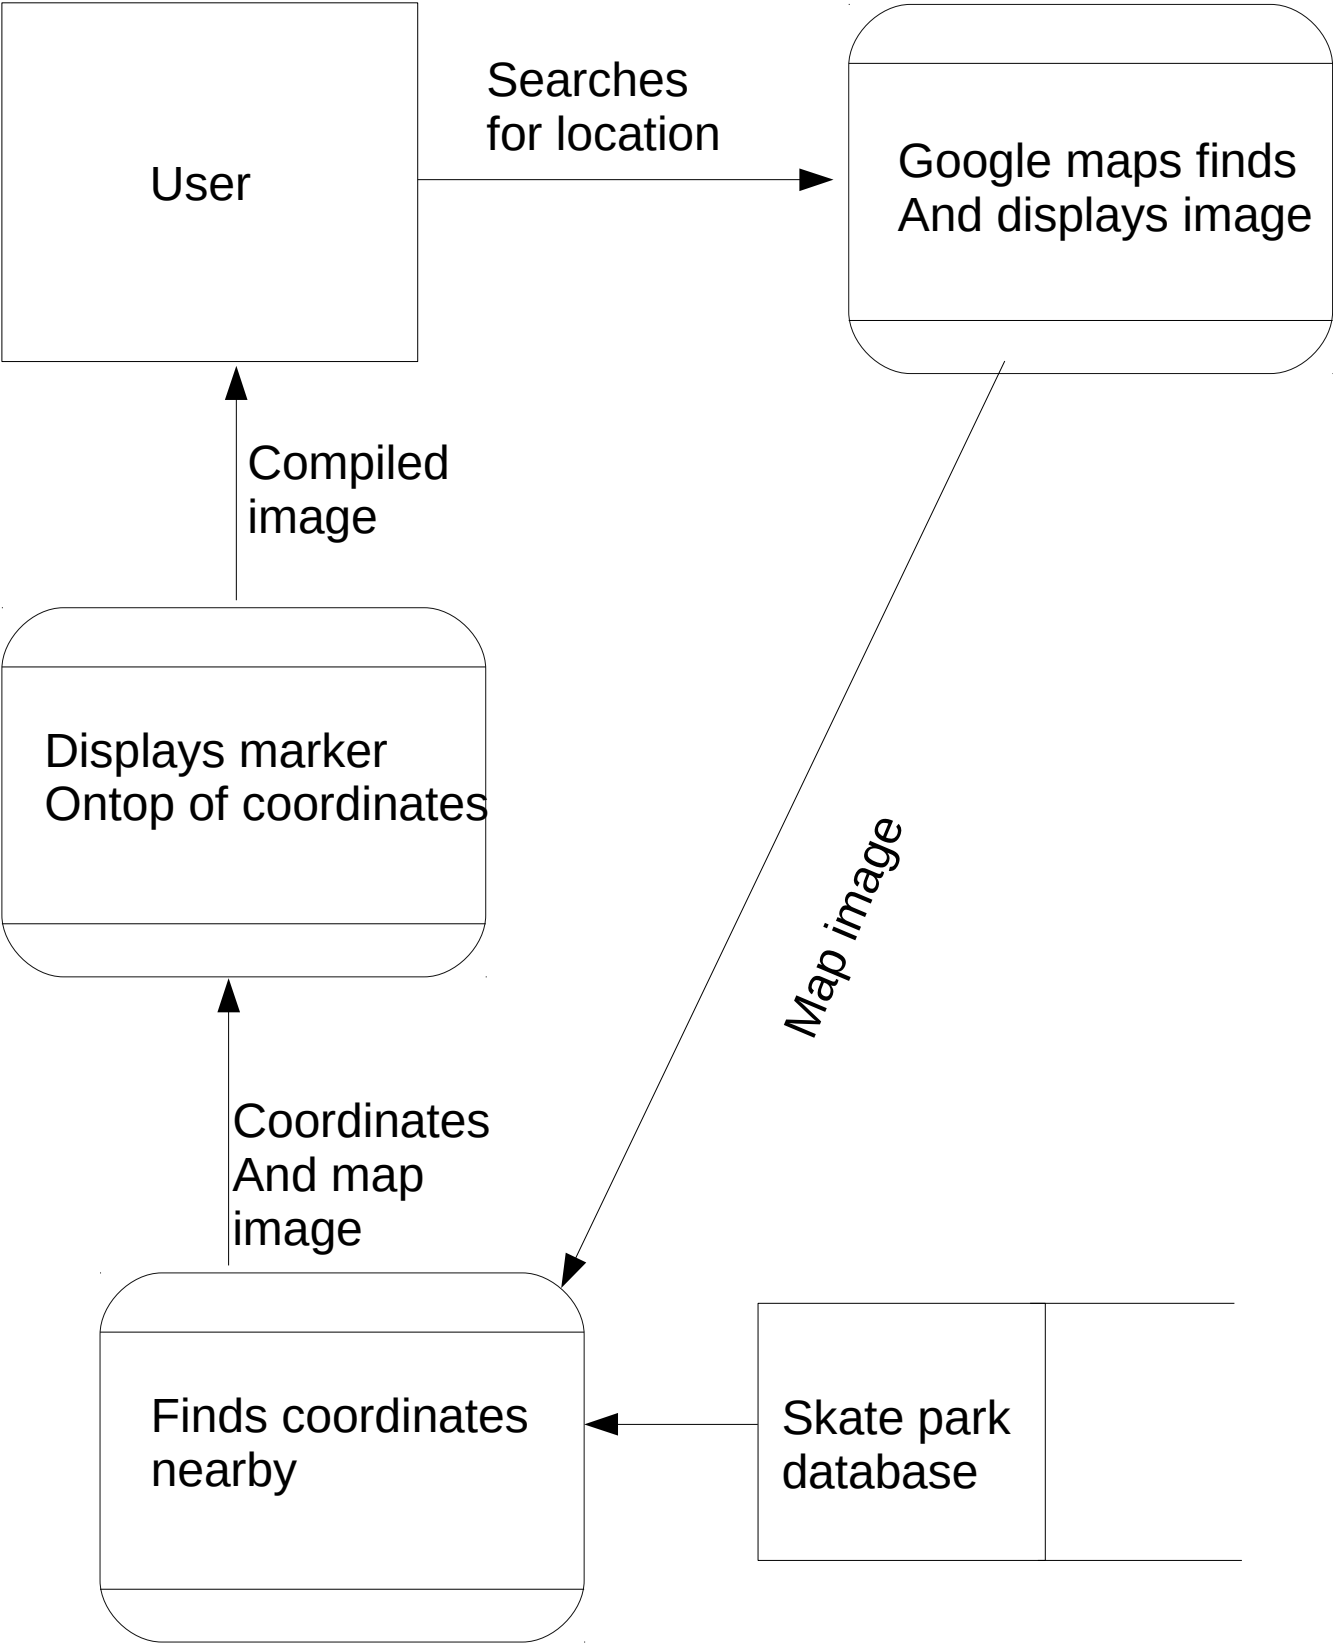 User
Searches
for location
Google maps finds
And displays image
Compiled
image
Displays marker
Ontop of coordinates
Map image
Coordinates
And map
image
Finds coordinates
nearby
Skate park
database